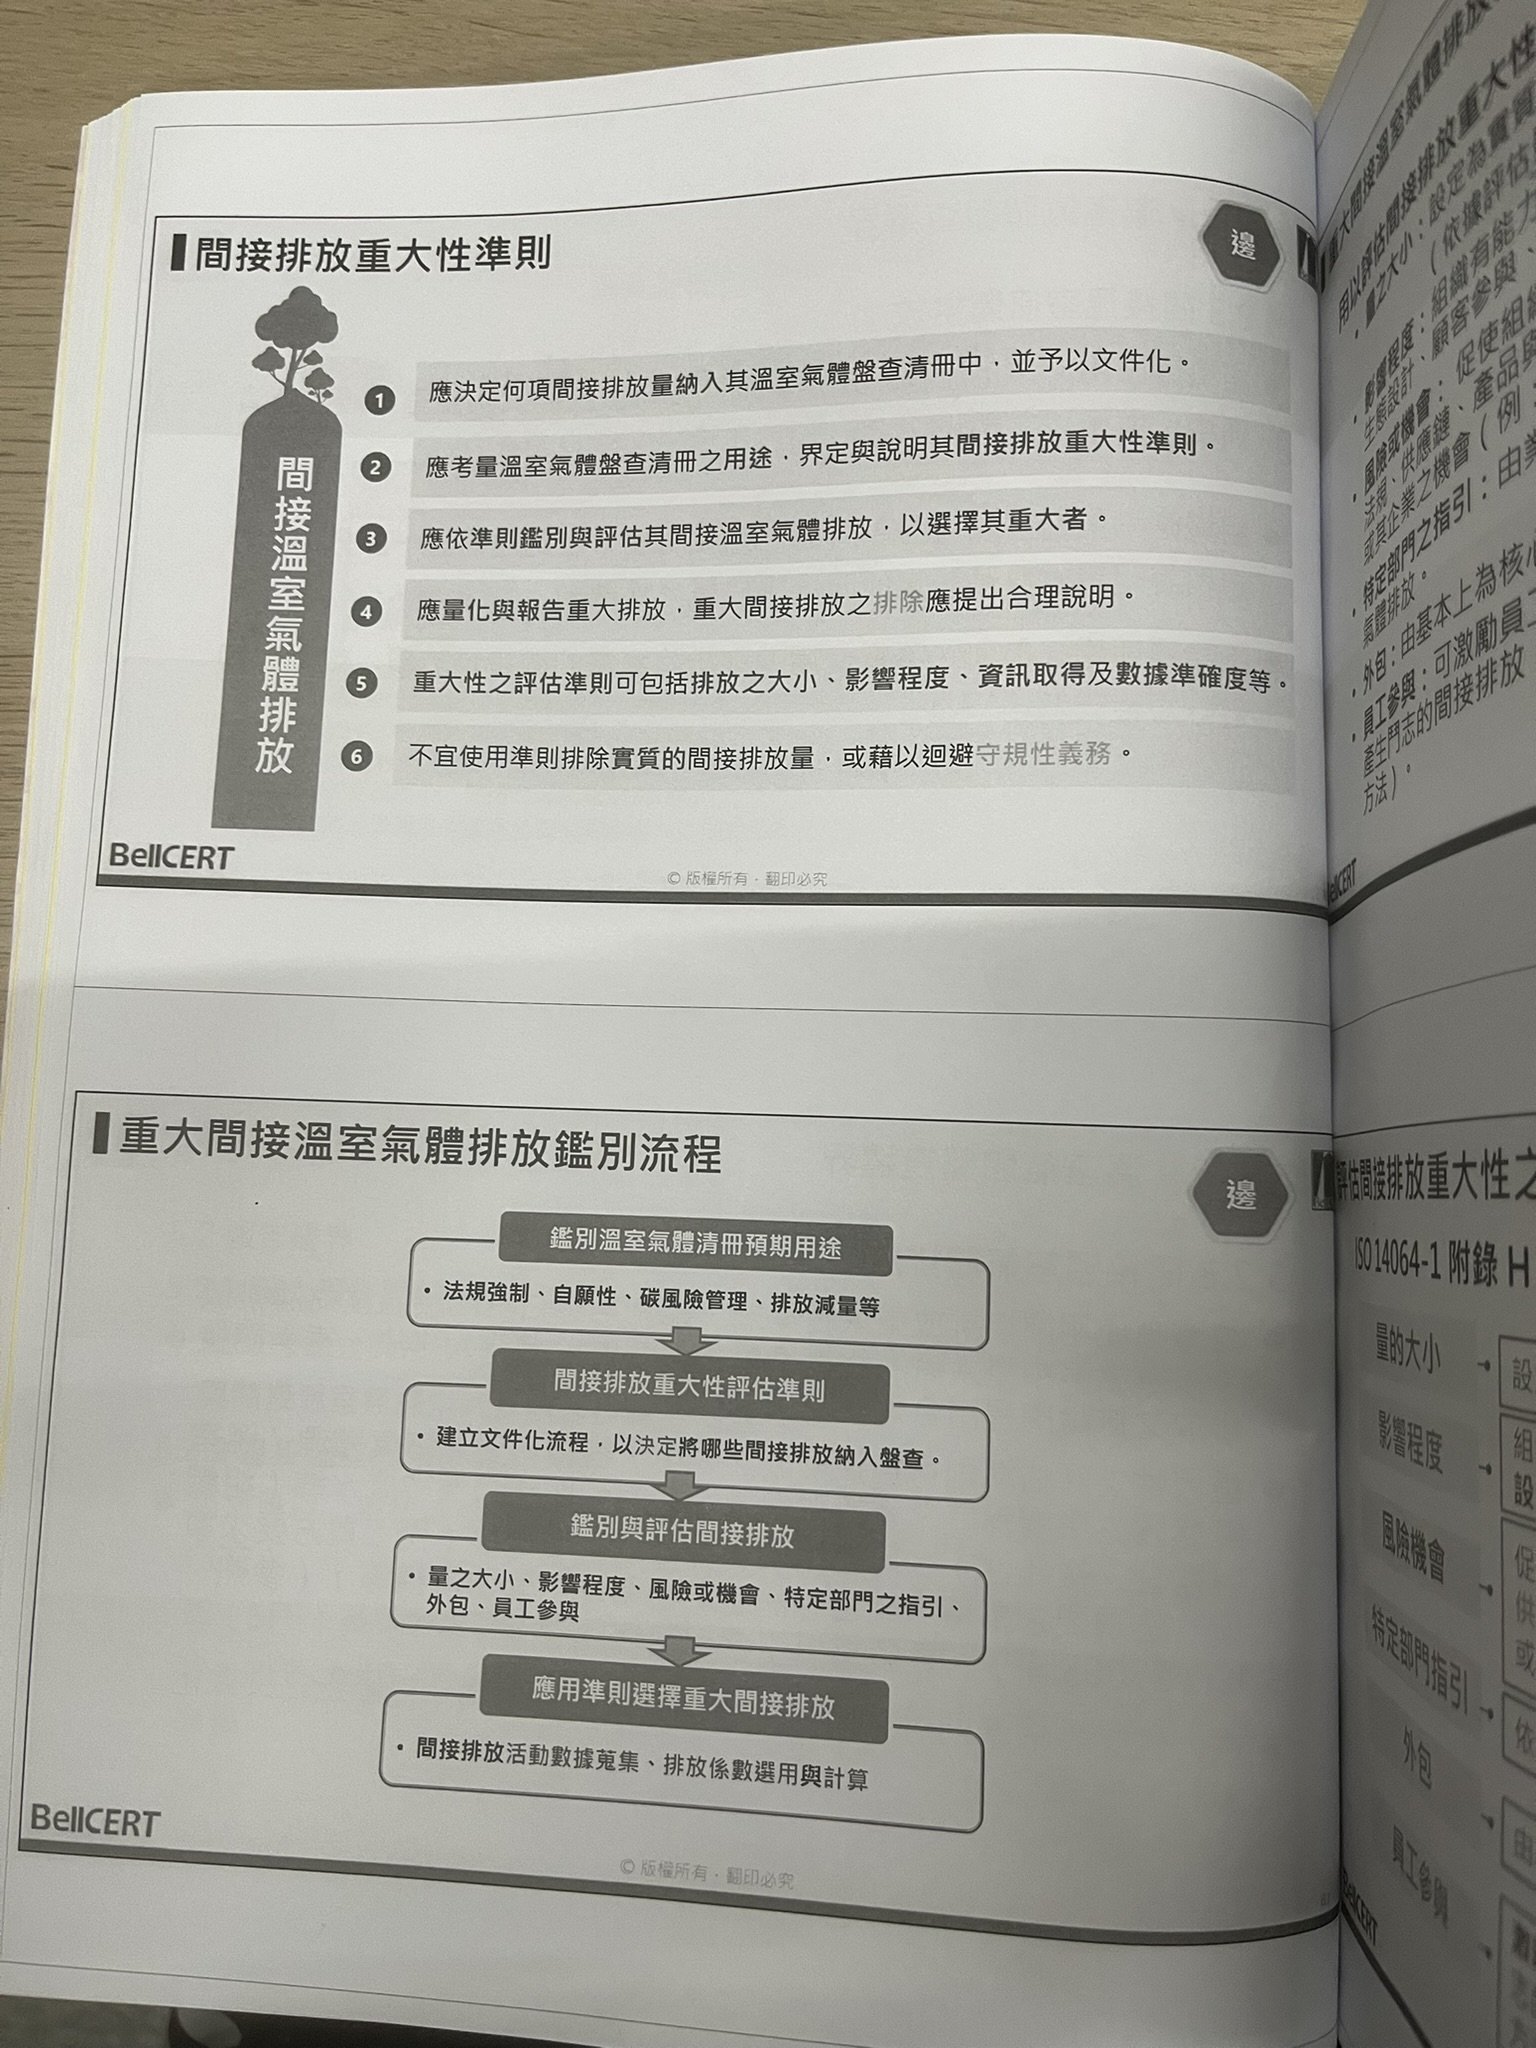 間接排放重大性準則
邊
間接溫室氣體排放
1 應決定何項間接排放量納入其溫室氣體盤查清冊中，並予以文件化。
2 應考量溫室氣體盤查清冊之用途，界定與說明其間接排放重大性準則。
3 應依準則鑑別與評估其間接溫室氣體排放，以選擇其重大者。
4 應量化與報告重大排放，重大間接排放之排除應提出合理說明。
5 重大性之評估準則可包括排放之大小、影響程度、資訊取得及數據準確度等。
6 不宜使用準則排除實質的間接排放量，或藉以迴避守規性義務。
BellCERT
© 版權所有．翻印必究
重大間接溫室氣體排放鑑別流程
邊
鑑別溫室氣體清冊預期用途
• 法規強制、自願性、碳風險管理、排放減量等
間接排放重大性評估準則
• 建立文件化流程，以決定將哪些間接排放納入盤查。
鑑別與評估間接排放
• 量之大小、影響程度、風險或機會、特定部門之指引、
外包、員工參與
應用準則選擇重大間接排放
• 間接排放活動數據蒐集、排放係數選用與計算
BellCERT
© 版權所有．翻印必究
重大間接溫室氣體排放
用以評估間接排放重大性
• 量之大小：設定為實質
（依據評估
• 影響程度：組織有能力
生態設計、顧客參與、
• 風險或機會：促使組織
法規、供應鏈、產品與
或其企業之機會（例：
• 特定部門之指引：由業
氣體排放。
• 外包：由基本上為核心
• 員工參與：可激勵員工
產生鬥志的間接排放
方法）。
評估間接排放重大性之
ISO 14064-1 附錄 H
量的大小
設
影響程度
組
設
風險機會
促
供
或
特定部門指引
依
外包
由
員工參與